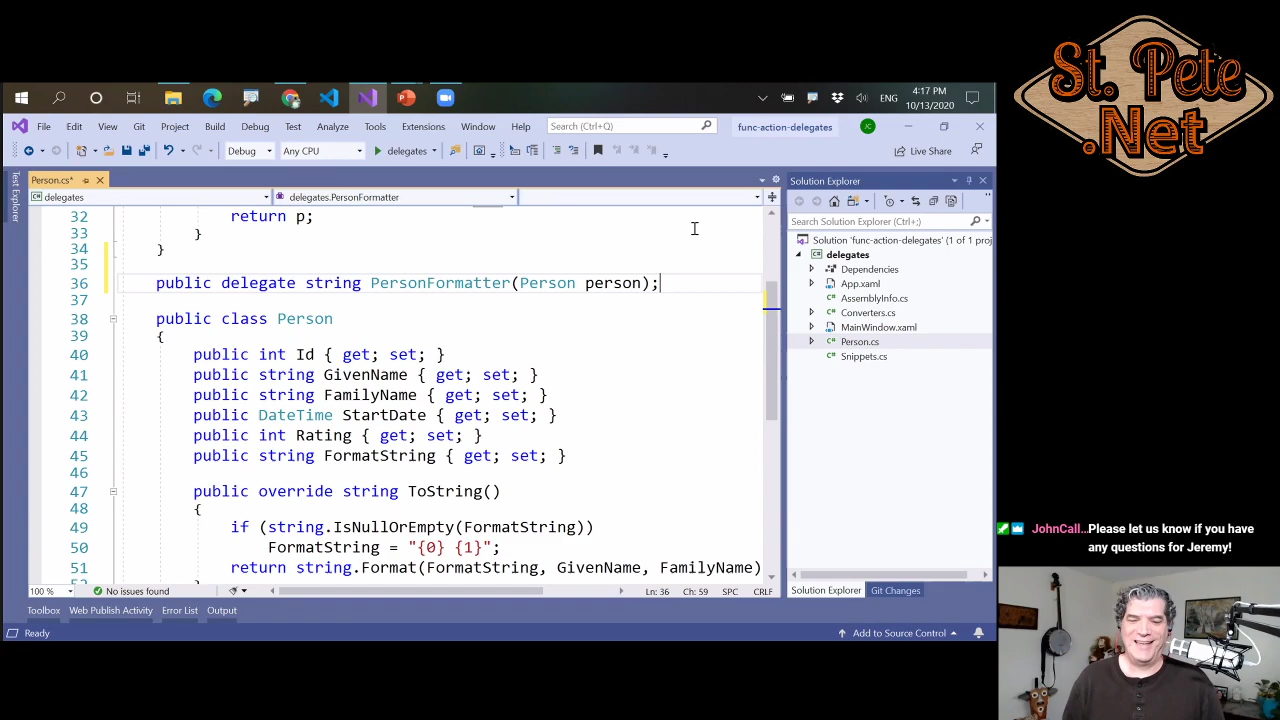 St. Pete
.Net
4:17 PM
ENG
10/13/2020
File Edit View Git Project Build Debug Test Analyze Tools Extensions Window Help Search (Ctrl+Q) func-action-delegates JC
Debug Any CPU delegates Live Share
Test Explorer
Person.cs* Solution Explorer
delegates delegates.PersonFormatter
Search Solution Explorer (Ctrl+;)
Solution 'func-action-delegates' (1 of 1 proj
delegates
Dependencies
App.xaml
AssemblyInfo.cs
Converters.cs
MainWindow.xaml
Person.cs
Snippets.cs
32 return p;
33 }
34 }
35
36 public delegate string PersonFormatter(Person person);
37
38 public class Person
39 {
40 public int Id { get; set; }
41 public string GivenName { get; set; }
42 public string FamilyName { get; set; }
43 public DateTime StartDate { get; set; }
44 public int Rating { get; set; }
45 public string FormatString { get; set; }
46
47 public override string ToString()
48 {
49 if (string.IsNullOrEmpty(FormatString))
50 FormatString = "{0} {1}";
51 return string.Format(FormatString, GivenName, FamilyName)
100 % No issues found Ln: 36 Ch: 59 SPC CRLF
Solution Explorer Git Changes
Toolbox Web Publish Activity Error List Output
Ready Add to Source Control
JohnCall... Please let us know if you have
any questions for Jeremy!